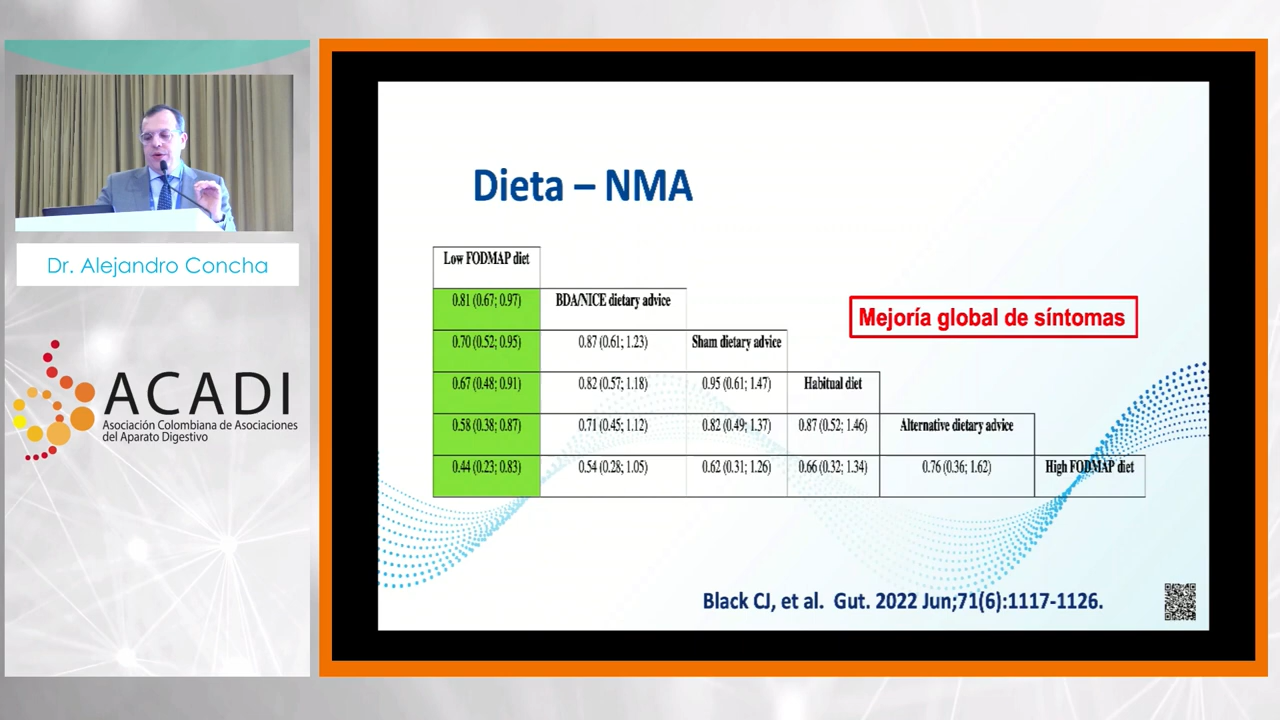 Dr. Alejandro Concha
ACADI
Asociación Colombiana de Asociaciones
del Aparato Digestivo
Dieta – NMA
Mejoría global de síntomas
Low FODMAP diet
0.81 (0.67; 0.97) BDA/NICE dietary advice
0.70 (0.52; 0.95) 0.87 (0.61; 1.23) Sham dietary advice
0.67 (0.48; 0.91) 0.82 (0.57; 1.18) 0.95 (0.61; 1.47) Habitual diet
0.58 (0.38; 0.87) 0.71 (0.45; 1.12) 0.82 (0.49; 1.37) 0.87 (0.52; 1.46) Alternative dietary advice
0.44 (0.23; 0.83) 0.54 (0.28; 1.05) 0.62 (0.31; 1.26) 0.66 (0.32; 1.34) 0.76 (0.36; 1.62) High FODMAP diet
Black CJ, et al. Gut. 2022 Jun;71(6):1117-1126.